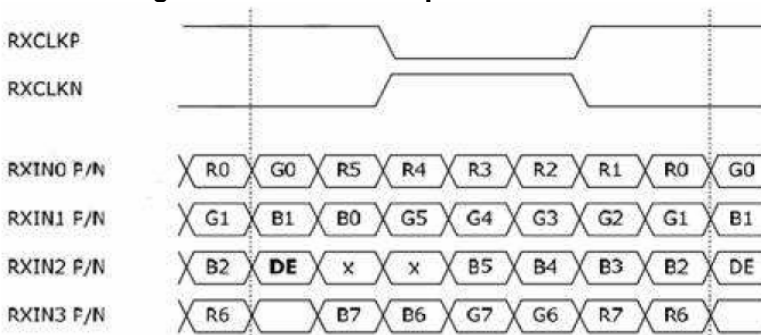 RXCLKP
RXCLKN
RXIN0 P/N R0 G0 R5 R4 R3 R2 R1 R0 G0
RXIN1 P/N G1 B1 B0 G5 G4 G3 G2 G1 B1
RXIN2 P/N B2 DE x x B5 B4 B3 B2 DE
RXIN3 P/N R6 B7 B6 G7 G6 R7 R6